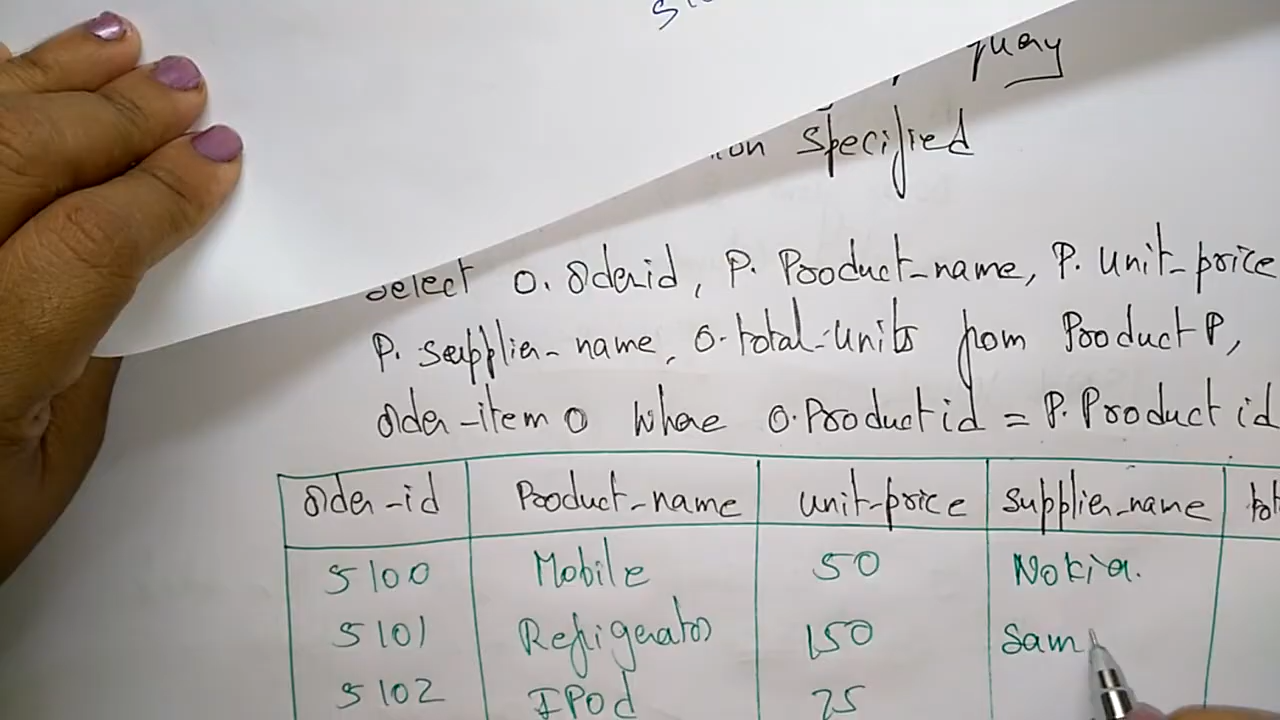 query
specified
Select O. Orderid, P. Product_name, P. Unit_price
P. Supplier_name, O.total_units from Product P,
Order_item O Where O.Productid = P.Productid
Order_id Product_name unit_price supplier_name
5100 Mobile 50 Nokia.
5101 Refrigerator 150 Sam
5102 IPod 25